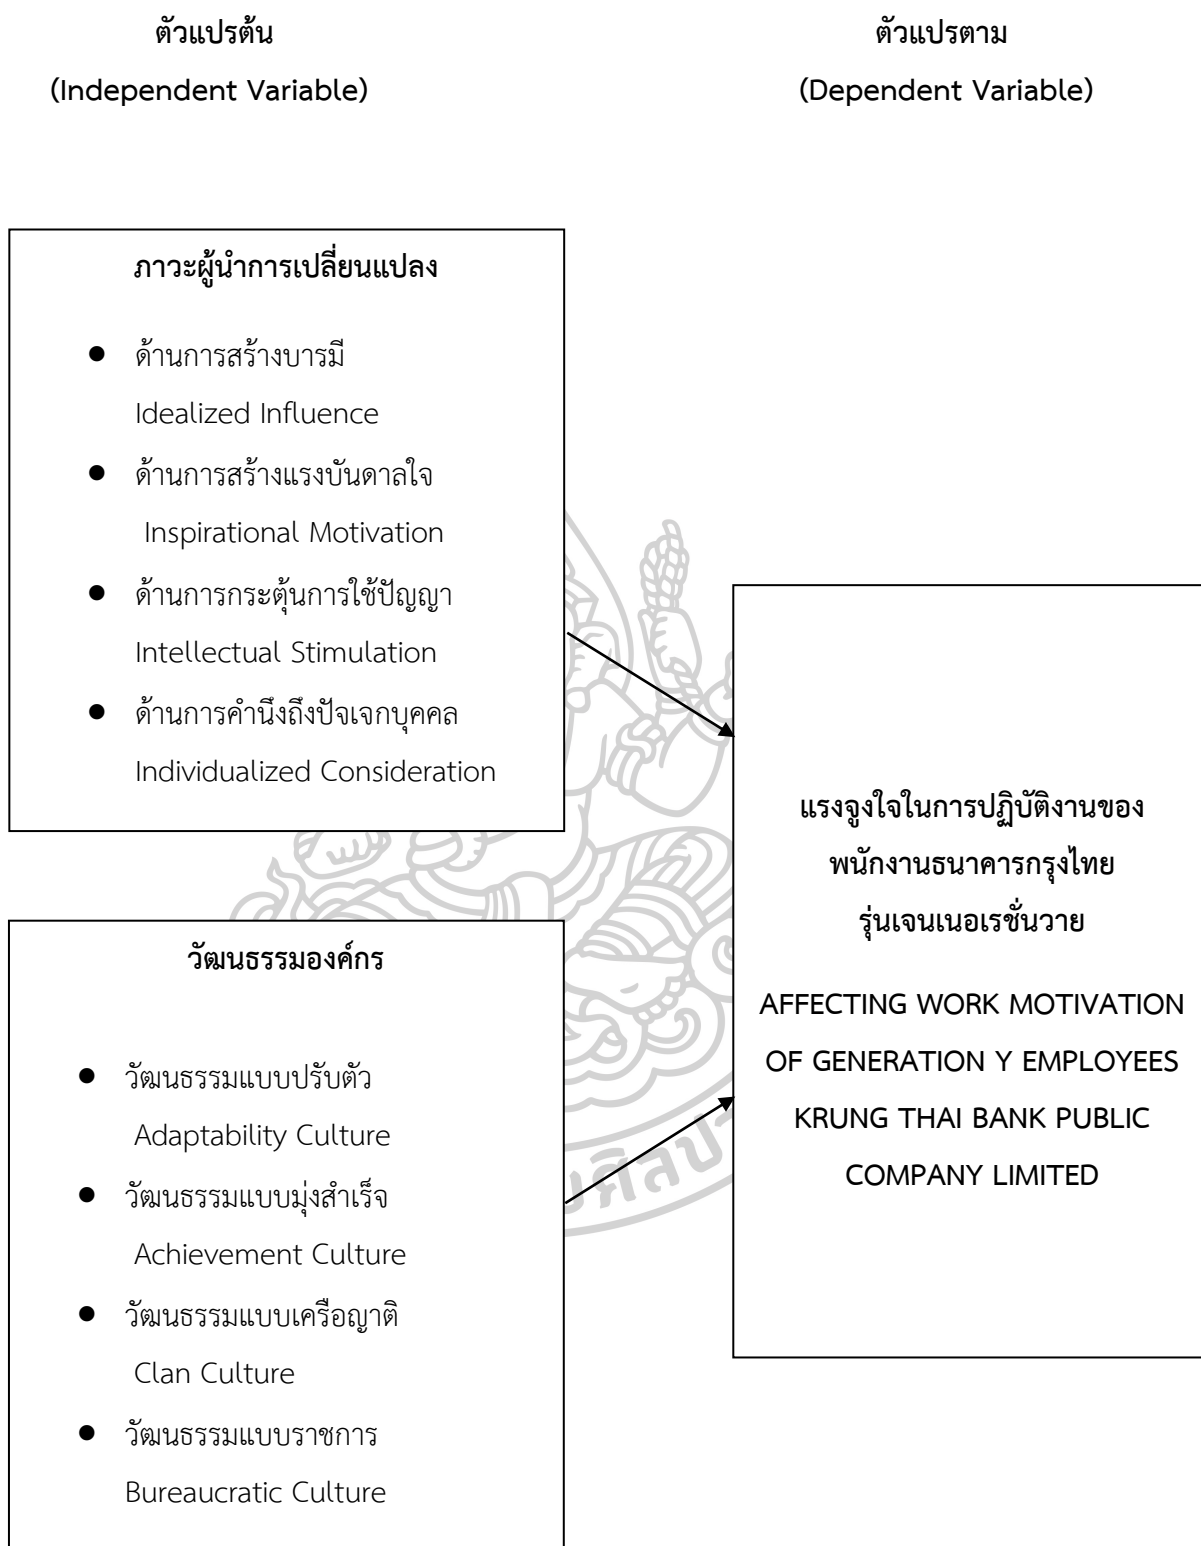 ตัวแปรต้น
(Independent Variable)
ตัวแปรตาม
(Dependent Variable)
ภาวะผู้นำการเปลี่ยนแปลง
● ด้านการสร้างบารมี
Idealized Influence
● ด้านการสร้างแรงบันดาลใจ
Inspirational Motivation
● ด้านการกระตุ้นการใช้ปัญญา
Intellectual Stimulation
● ด้านการคำนึงถึงปัจเจกบุคคล
Individualized Consideration
วัฒนธรรมองค์กร
● วัฒนธรรมแบบปรับตัว
Adaptability Culture
● วัฒนธรรมแบบมุ่งสำเร็จ
Achievement Culture
● วัฒนธรรมแบบเครือญาติ
Clan Culture
● วัฒนธรรมแบบราชการ
Bureaucratic Culture
แรงจูงใจในการปฏิบัติงานของ
พนักงานธนาคารกรุงไทย
รุ่นเจนเนอเรชั่นวาย
AFFECTING WORK MOTIVATION
OF GENERATION Y EMPLOYEES
KRUNG THAI BANK PUBLIC
COMPANY LIMITED